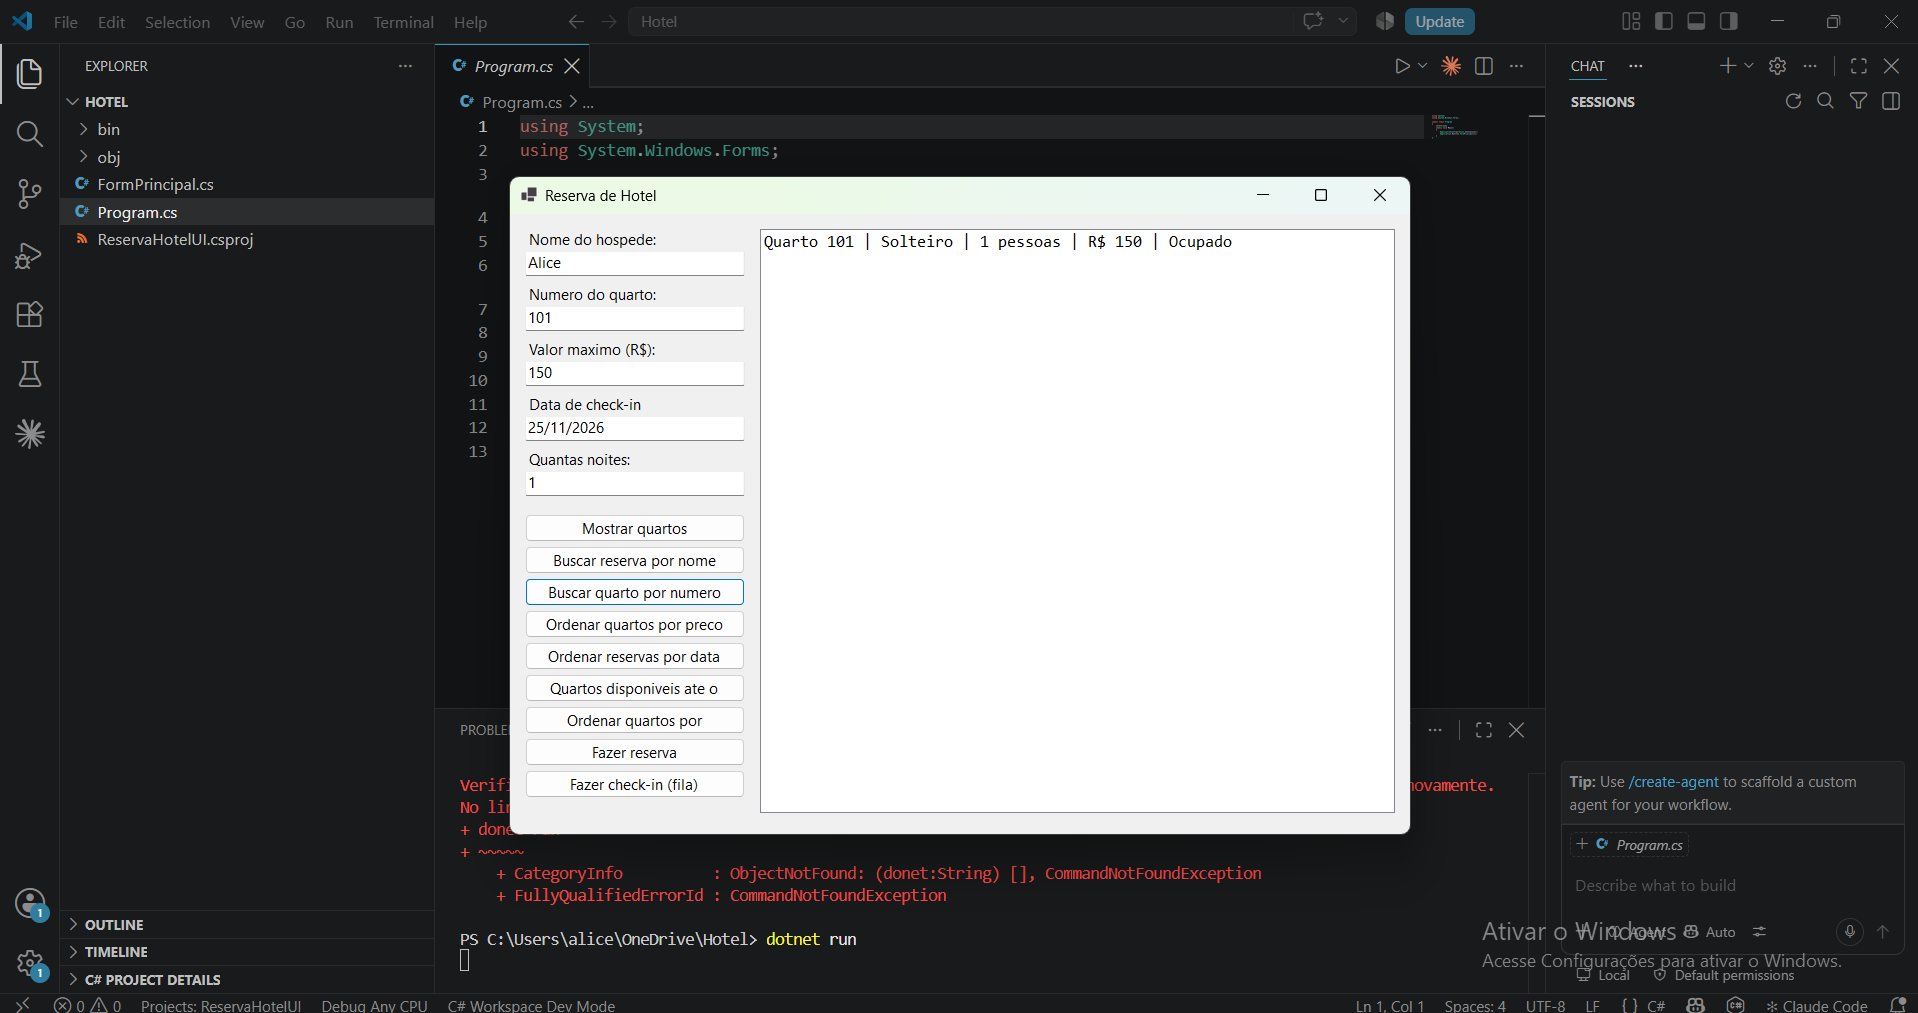 File Edit Selection View Go Run Terminal Help
Hotel
Update
EXPLORER
HOTEL
bin
obj
FormPrincipal.cs
Program.cs
ReservaHotelUI.csproj
OUTLINE
TIMELINE
C# PROJECT DETAILS
Program.cs
Program.cs > ...
1 using System;
2 using System.Windows.Forms;
3
4
5
6
7
8
9
10
11
12
13
Reserva de Hotel
Nome do hospede:
Alice
Numero do quarto:
101
Valor maximo (R$):
150
Data de check-in
25/11/2026
Quantas noites:
1
Mostrar quartos
Buscar reserva por nome
Buscar quarto por numero
Ordenar quartos por preco
Ordenar reservas por data
Quartos disponiveis ate o
Ordenar quartos por
Fazer reserva
Fazer check-in (fila)
Quarto 101 | Solteiro | 1 pessoas | R$ 150 | Ocupado
+ CategoryInfo : ObjectNotFound: (donet:String) [], CommandNotFoundException
+ FullyQualifiedErrorId : CommandNotFoundException
PS C:\Users\alice\OneDrive\Hotel> dotnet run
CHAT
SESSIONS
Tip: Use /create-agent to scaffold a custom
agent for your workflow.
Program.cs
Describe what to build
Agent Auto
Local Default permissions
Ativar o Windows
Acesse Configurações para ativar o Windows.
0 0 Projects: ReservaHotelUI Debug Any CPU C# Workspace Dev Mode
Ln 1, Col 1 Spaces: 4 UTF-8 LF {} C# Claude Code